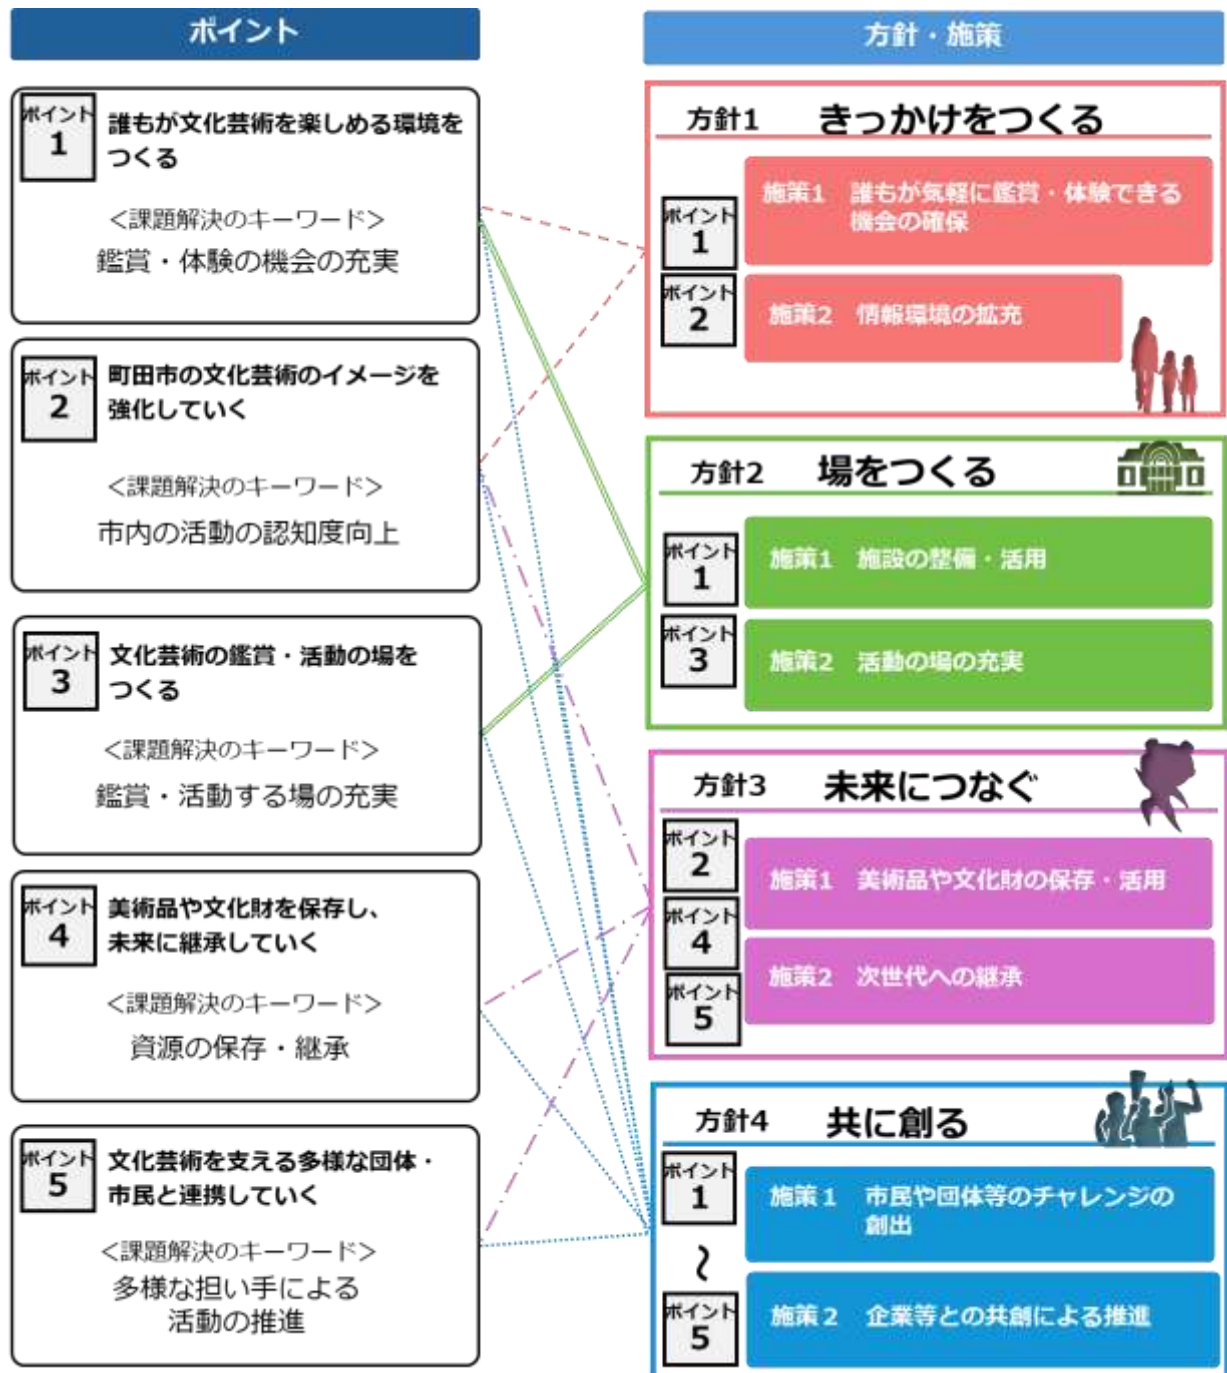 ポイント
ポイント
1
誰もが文化芸術を楽しめる環境を
つくる
<課題解決のキーワード>
鑑賞・体験の機会の充実
ポイント
2
町田市の文化芸術のイメージを
強化していく
<課題解決のキーワード>
市内の活動の認知度向上
ポイント
3
文化芸術の鑑賞・活動の場を
つくる
<課題解決のキーワード>
鑑賞・活動する場の充実
ポイント
4
美術品や文化財を保存し、
未来に継承していく
<課題解決のキーワード>
資源の保存・継承
ポイント
5
文化芸術を支える多様な団体・
市民と連携していく
<課題解決のキーワード>
多様な担い手による
活動の推進
方針・施策
方針1 きっかけをつくる
ポイント
1
ポイント
2
施策1 誰もが気軽に鑑賞・体験できる
機会の確保
施策2 情報環境の拡充
方針2 場をつくる
ポイント
1
ポイント
3
施策1 施設の整備・活用
施策2 活動の場の充実
方針3 未来につなぐ
ポイント
2
ポイント
4
ポイント
5
施策1 美術品や文化財の保存・活用
施策2 次世代への継承
方針4 共に創る
ポイント
1
~
ポイント
5
施策1 市民や団体等のチャレンジの
創出
施策2 企業等との共創による推進